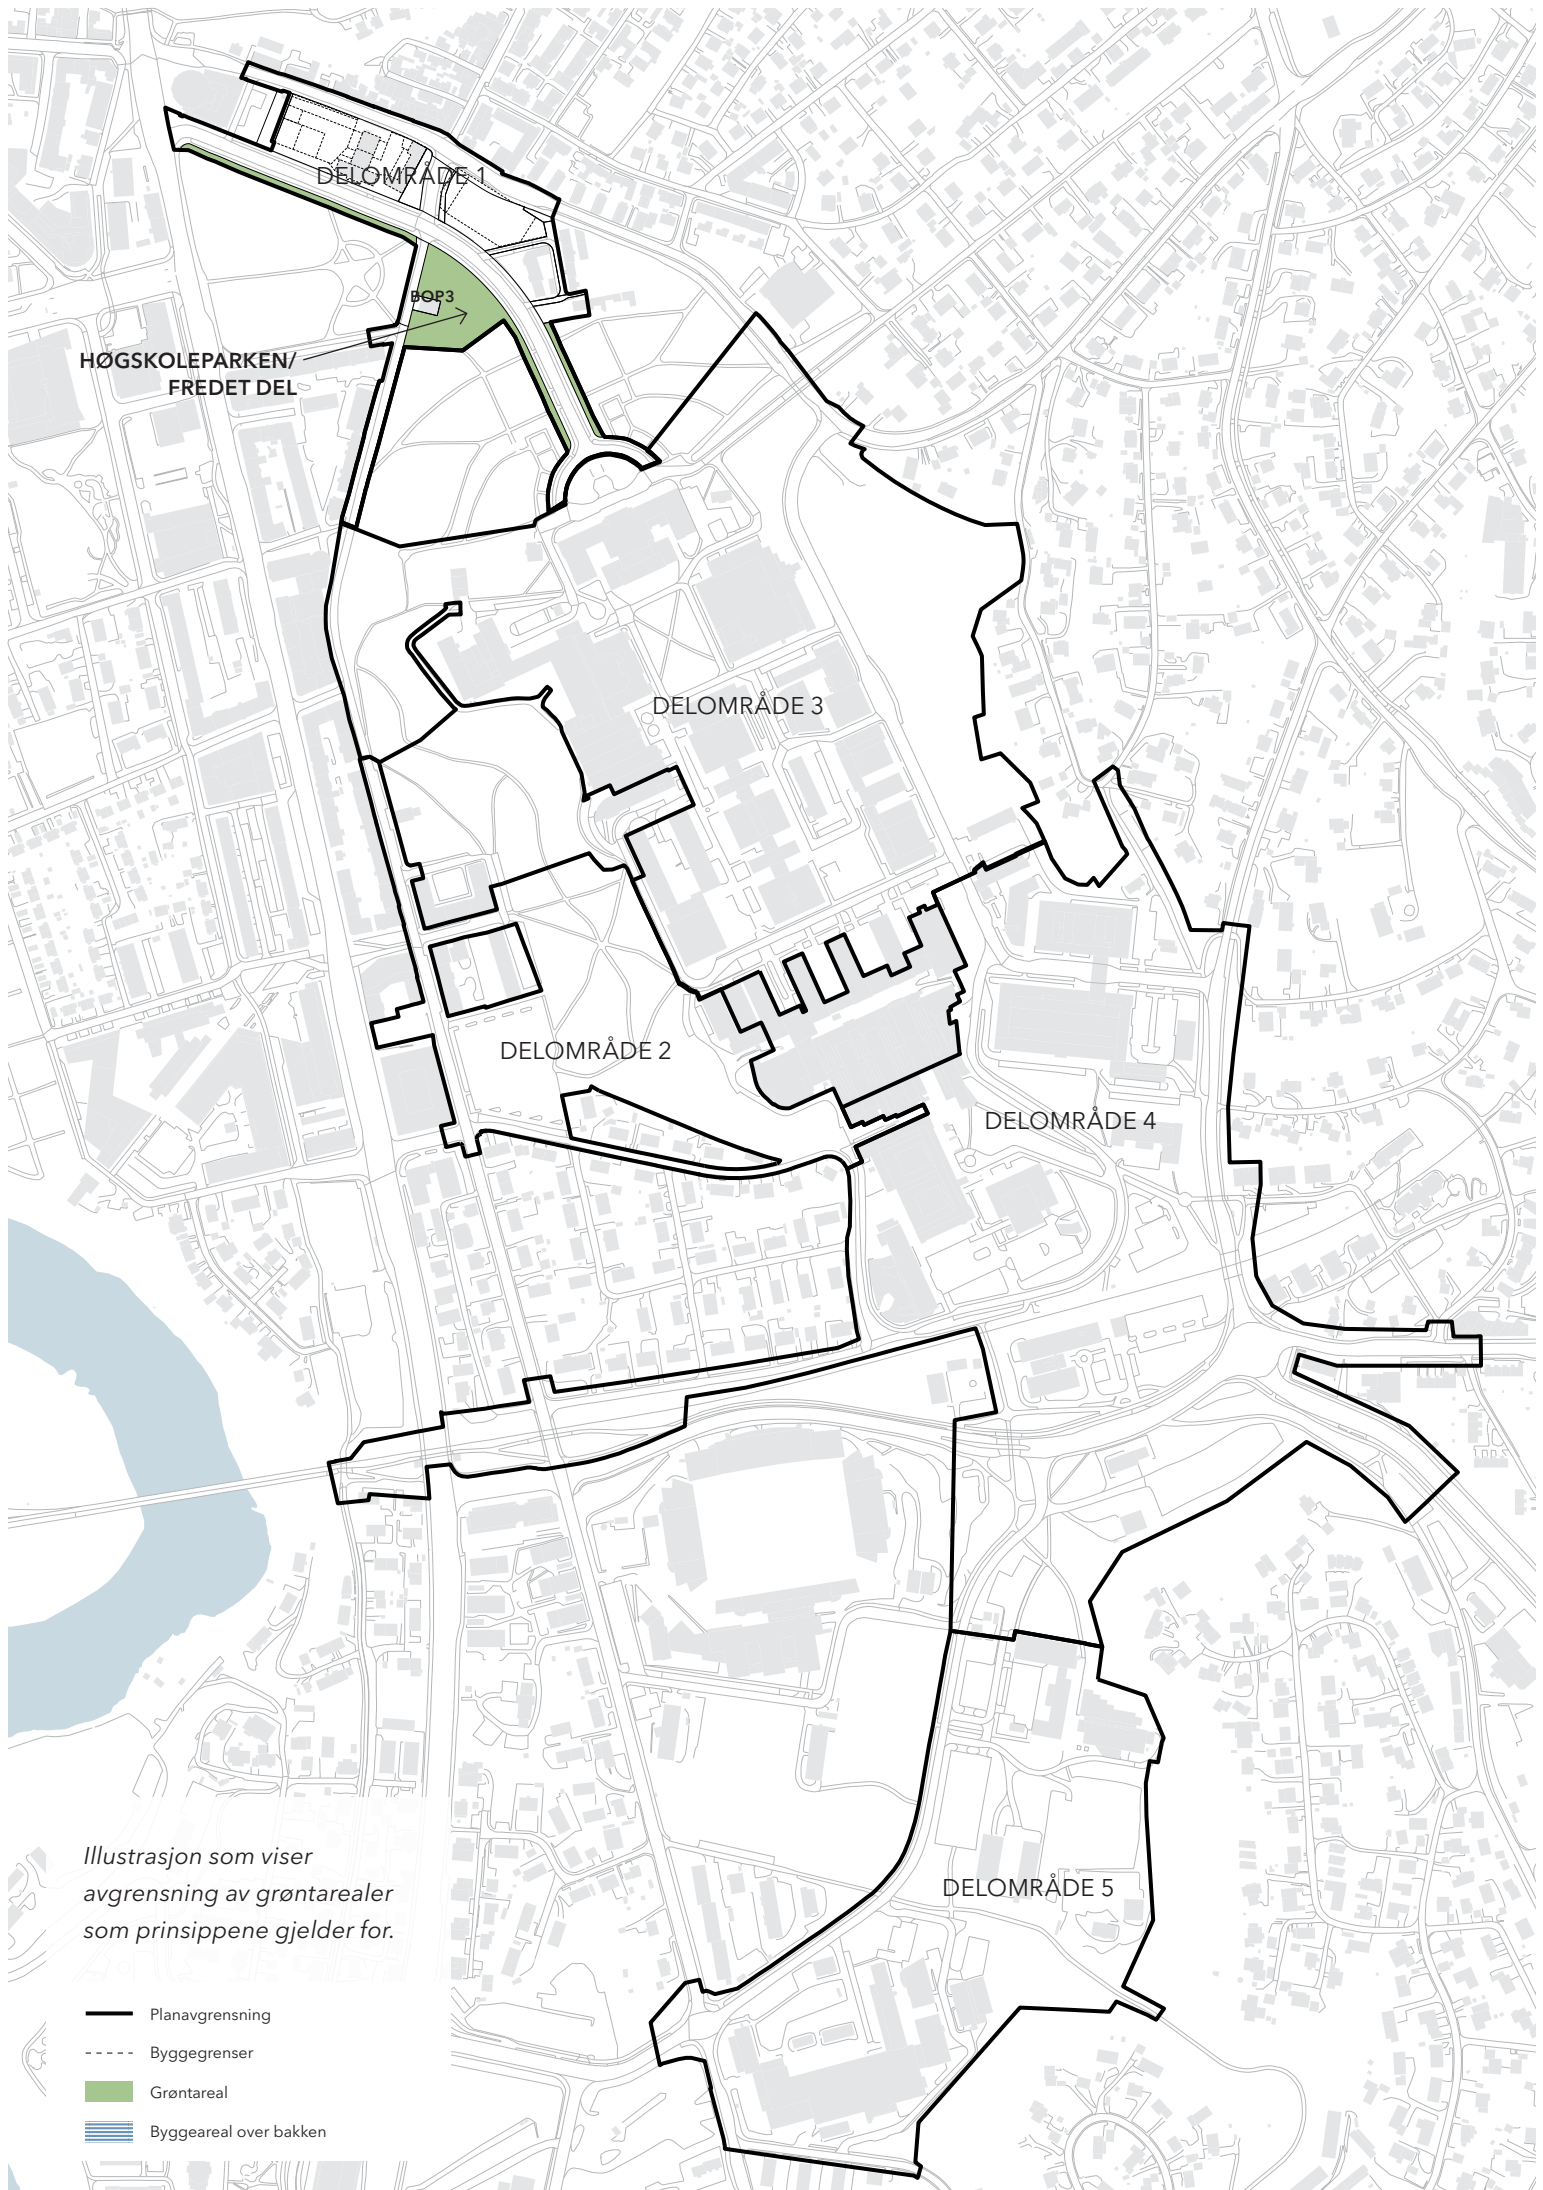 DELOMRÅDE 1
BOP3
HØGSKOLEPARKEN/
FREDET DEL
DELOMRÅDE 3
DELOMRÅDE 2
DELOMRÅDE 4
DELOMRÅDE 5
Illustrasjon som viser
avgrensning av grøntarealer
som prinsippene gjelder for.
Planavgrensning
Byggegrenser
Grøntareal
Byggeareal over bakken